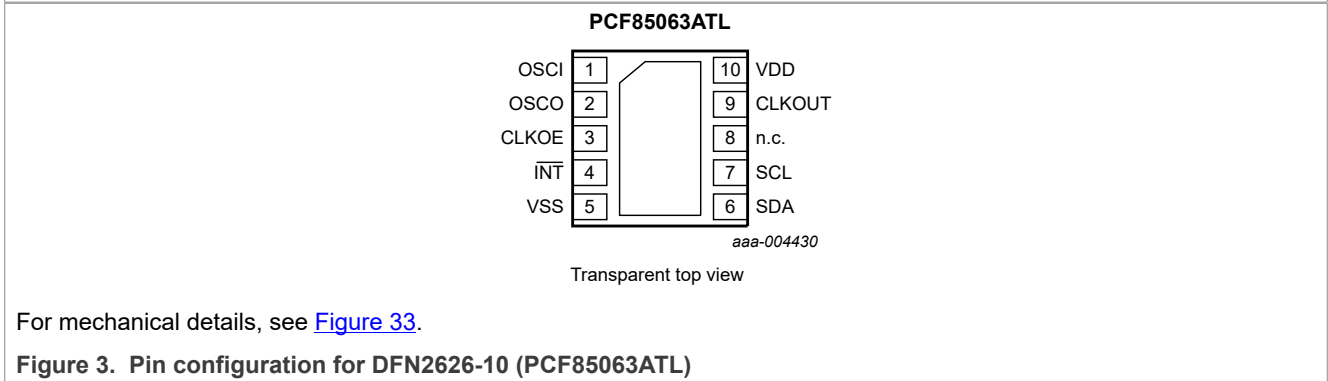 PCF85063ATL
OSCI 1 10 VDD
OSCO 2 9 CLKOUT
CLKOE 3 8 n.c.
INT 4 7 SCL
VSS 5 6 SDA
aaa-004430
Transparent top view
For mechanical details, see Figure 33.
Figure 3. Pin configuration for DFN2626-10 (PCF85063ATL)